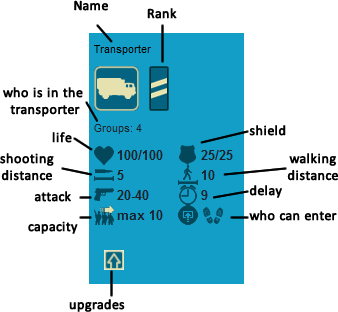 Name
Rank
Transporter
who is in the
transporter
Groups: 4
life
100/100
25/25
shield
shooting
distance
5
10
walking
distance
attack
20-40
9
delay
capacity
max 10
who can enter
upgrades